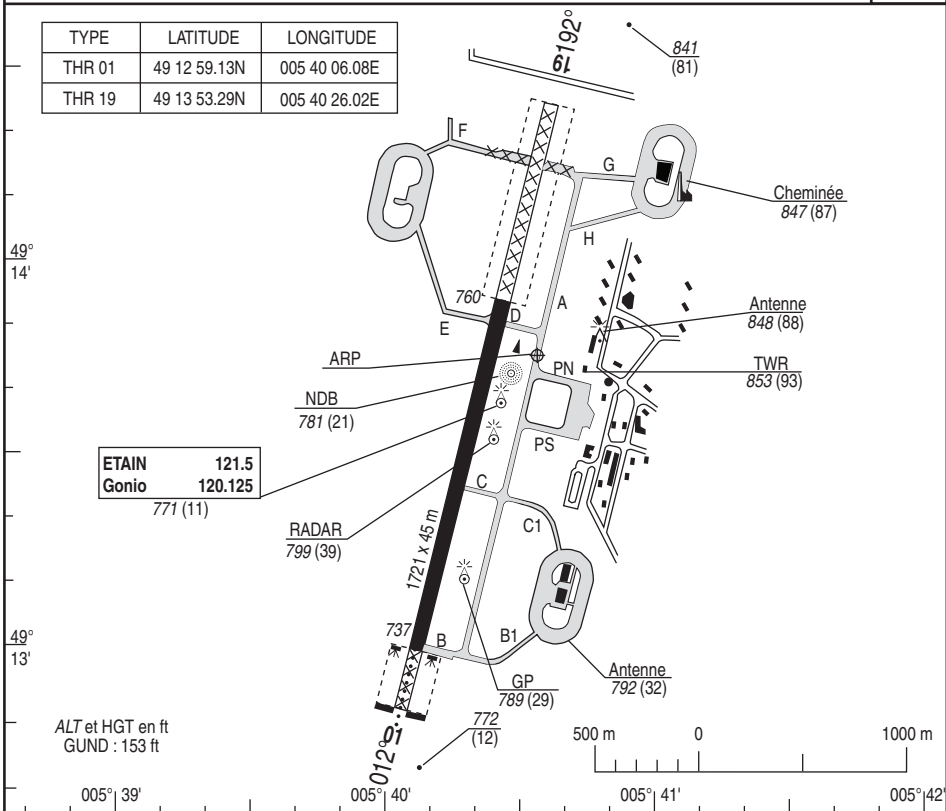 TYPE LATITUDE LONGITUDE
THR 01 49 12 59.13N 005 40 06.08E
THR 19 49 13 53.29N 005 40 26.02E
192°
19
841
(81)
F
G
Cheminée
847 (87)
H
49°
14'
760
A
D
E
Antenne
848 (88)
ARP
PN
TWR
853 (93)
NDB
781 (21)
PS
ETAIN 121.5
Gonio 120.125
771 (11)
C
C1
RADAR
799 (39)
1721 x 45 m
737
B
B1
49°
13'
GP
789 (29)
Antenne
792 (32)
ALT et HGT en ft
GUND : 153 ft
01
012°
772
(12)
500 m 0 1000 m
005° 39' 005° 40' 005° 41' 005° 42